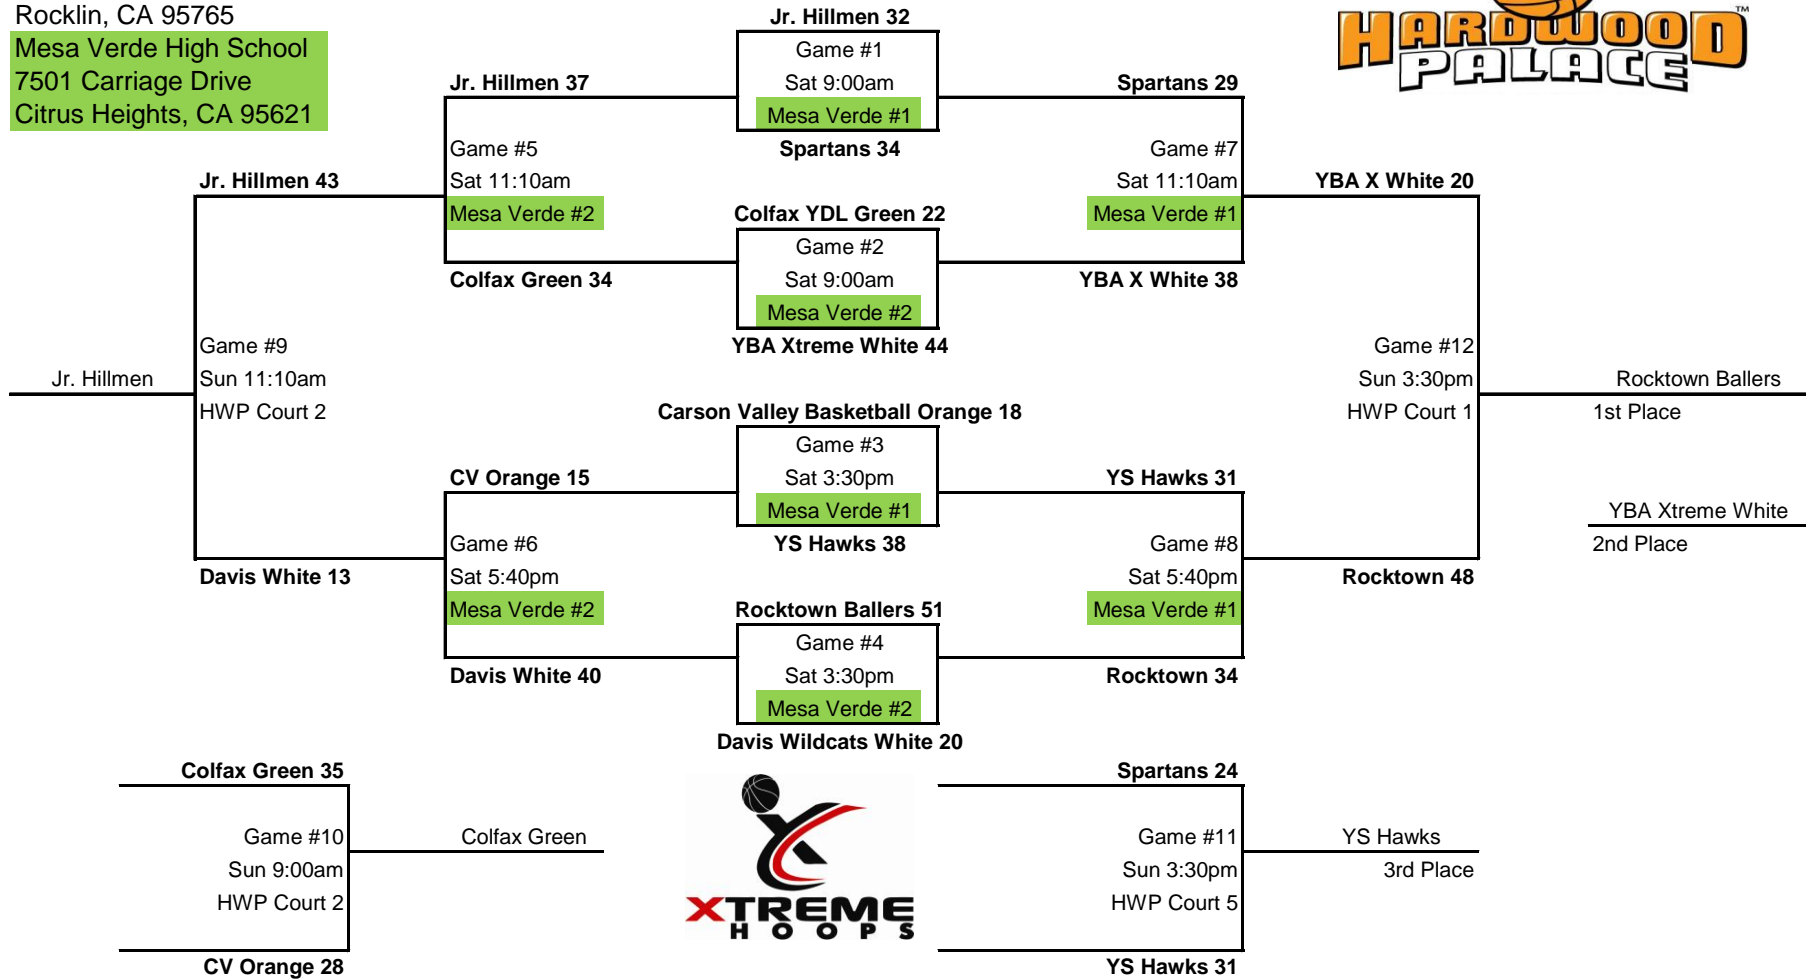 Rocklin, CA 95765
Mesa Verde High School
7501 Carriage Drive
Citrus Heights, CA 95621
HARDWOOD
PALACE
TM
Jr. Hillmen 32
Game #1
Sat 9:00am
Mesa Verde #1
Spartans 34
Jr. Hillmen 37
Game #5
Sat 11:10am
Mesa Verde #2
Colfax Green 34
Spartans 29
Game #7
Sat 11:10am
Mesa Verde #1
YBA X White 38
Colfax YDL Green 22
Game #2
Sat 9:00am
Mesa Verde #2
YBA Xtreme White 44
Jr. Hillmen 43
Game #9
Sun 11:10am
HWP Court 2
Davis White 13
Jr. Hillmen
YBA X White 20
Game #12
Sun 3:30pm
HWP Court 1
Rocktown 48
Rocktown Ballers
1st Place
YBA Xtreme White
2nd Place
Carson Valley Basketball Orange 18
Game #3
Sat 3:30pm
Mesa Verde #1
YS Hawks 38
CV Orange 15
Game #6
Sat 5:40pm
Mesa Verde #2
Davis White 40
YS Hawks 31
Game #8
Sat 5:40pm
Mesa Verde #1
Rocktown 34
Rocktown Ballers 51
Game #4
Sat 3:30pm
Mesa Verde #2
Davis Wildcats White 20
Colfax Green 35
Game #10
Sun 9:00am
HWP Court 2
CV Orange 28
Colfax Green
XTREME
HOOPS
Spartans 24
Game #11
Sun 3:30pm
HWP Court 5
YS Hawks 31
YS Hawks
3rd Place